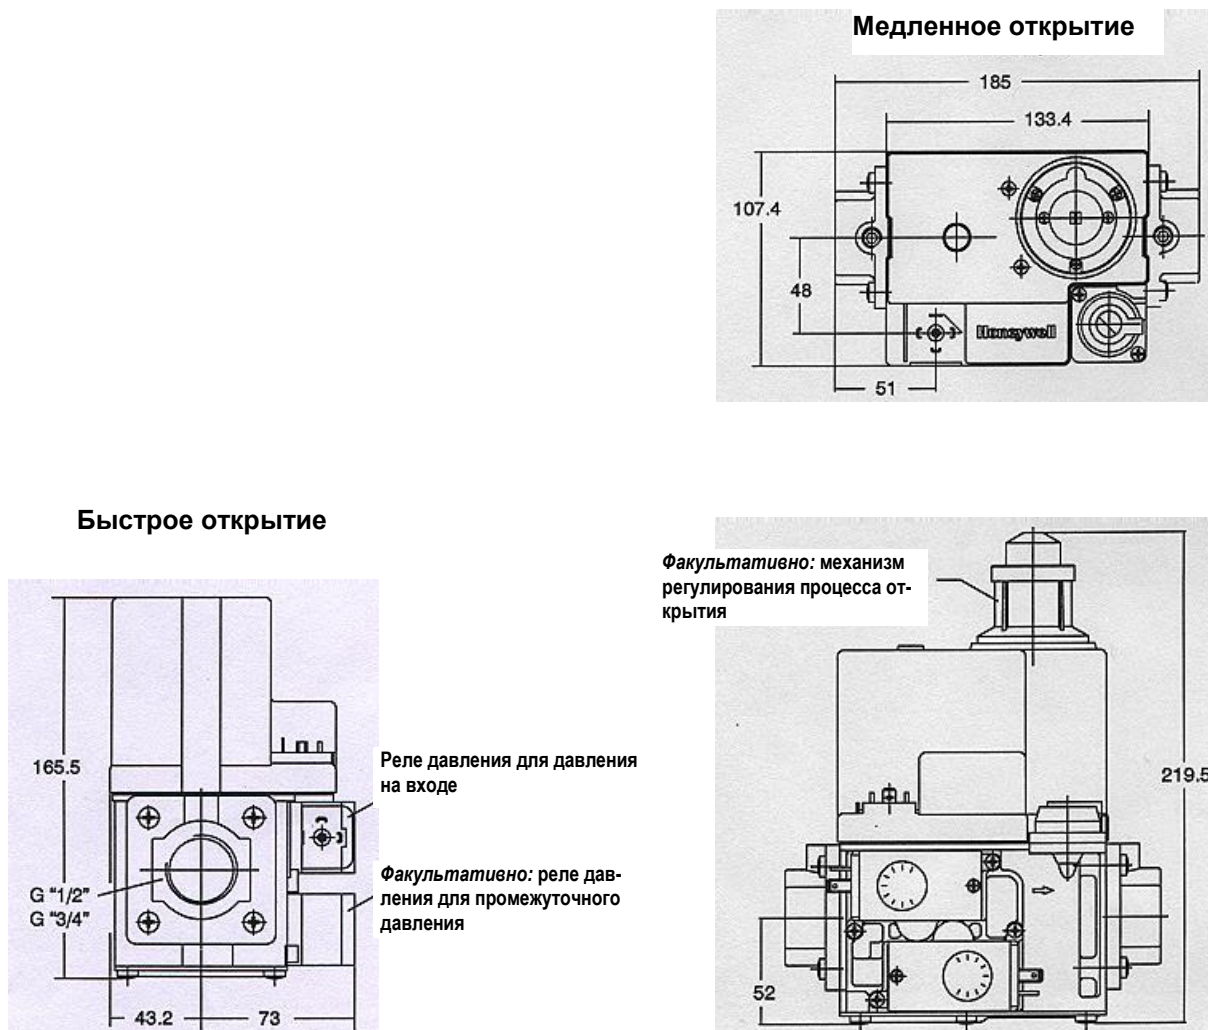 Медленное открытие
185
133.4
107.4
48
Honeywell
51
Быстрое открытие
Факультативно: механизм
регулирования процесса от-
крытия
165.5
219.5
Реле давления для давления
на входе
Факультативно: реле дав-
ления для промежуточного
давления
G "1/2"
G "3/4"
52
43.2
73